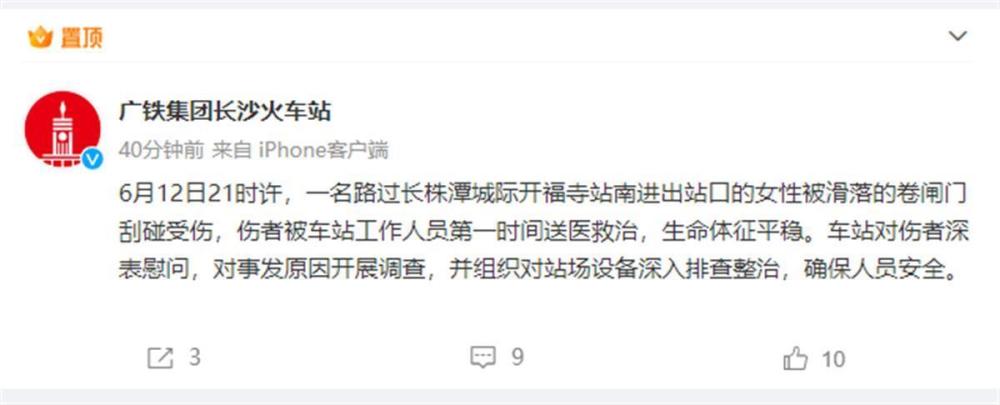 置顶
广铁集团长沙火车站
40分钟前 来自 iPhone客户端
6月12日21时许，一名路过长株潭城际开福寺站南进出站口的女性被滑落的卷闸门
刮碰受伤，伤者被车站工作人员第一时间送医救治，生命体征平稳。车站对伤者深
表慰问，对事发原因开展调查，并组织对站场设备深入排查整治，确保人员安全。
3 9 10